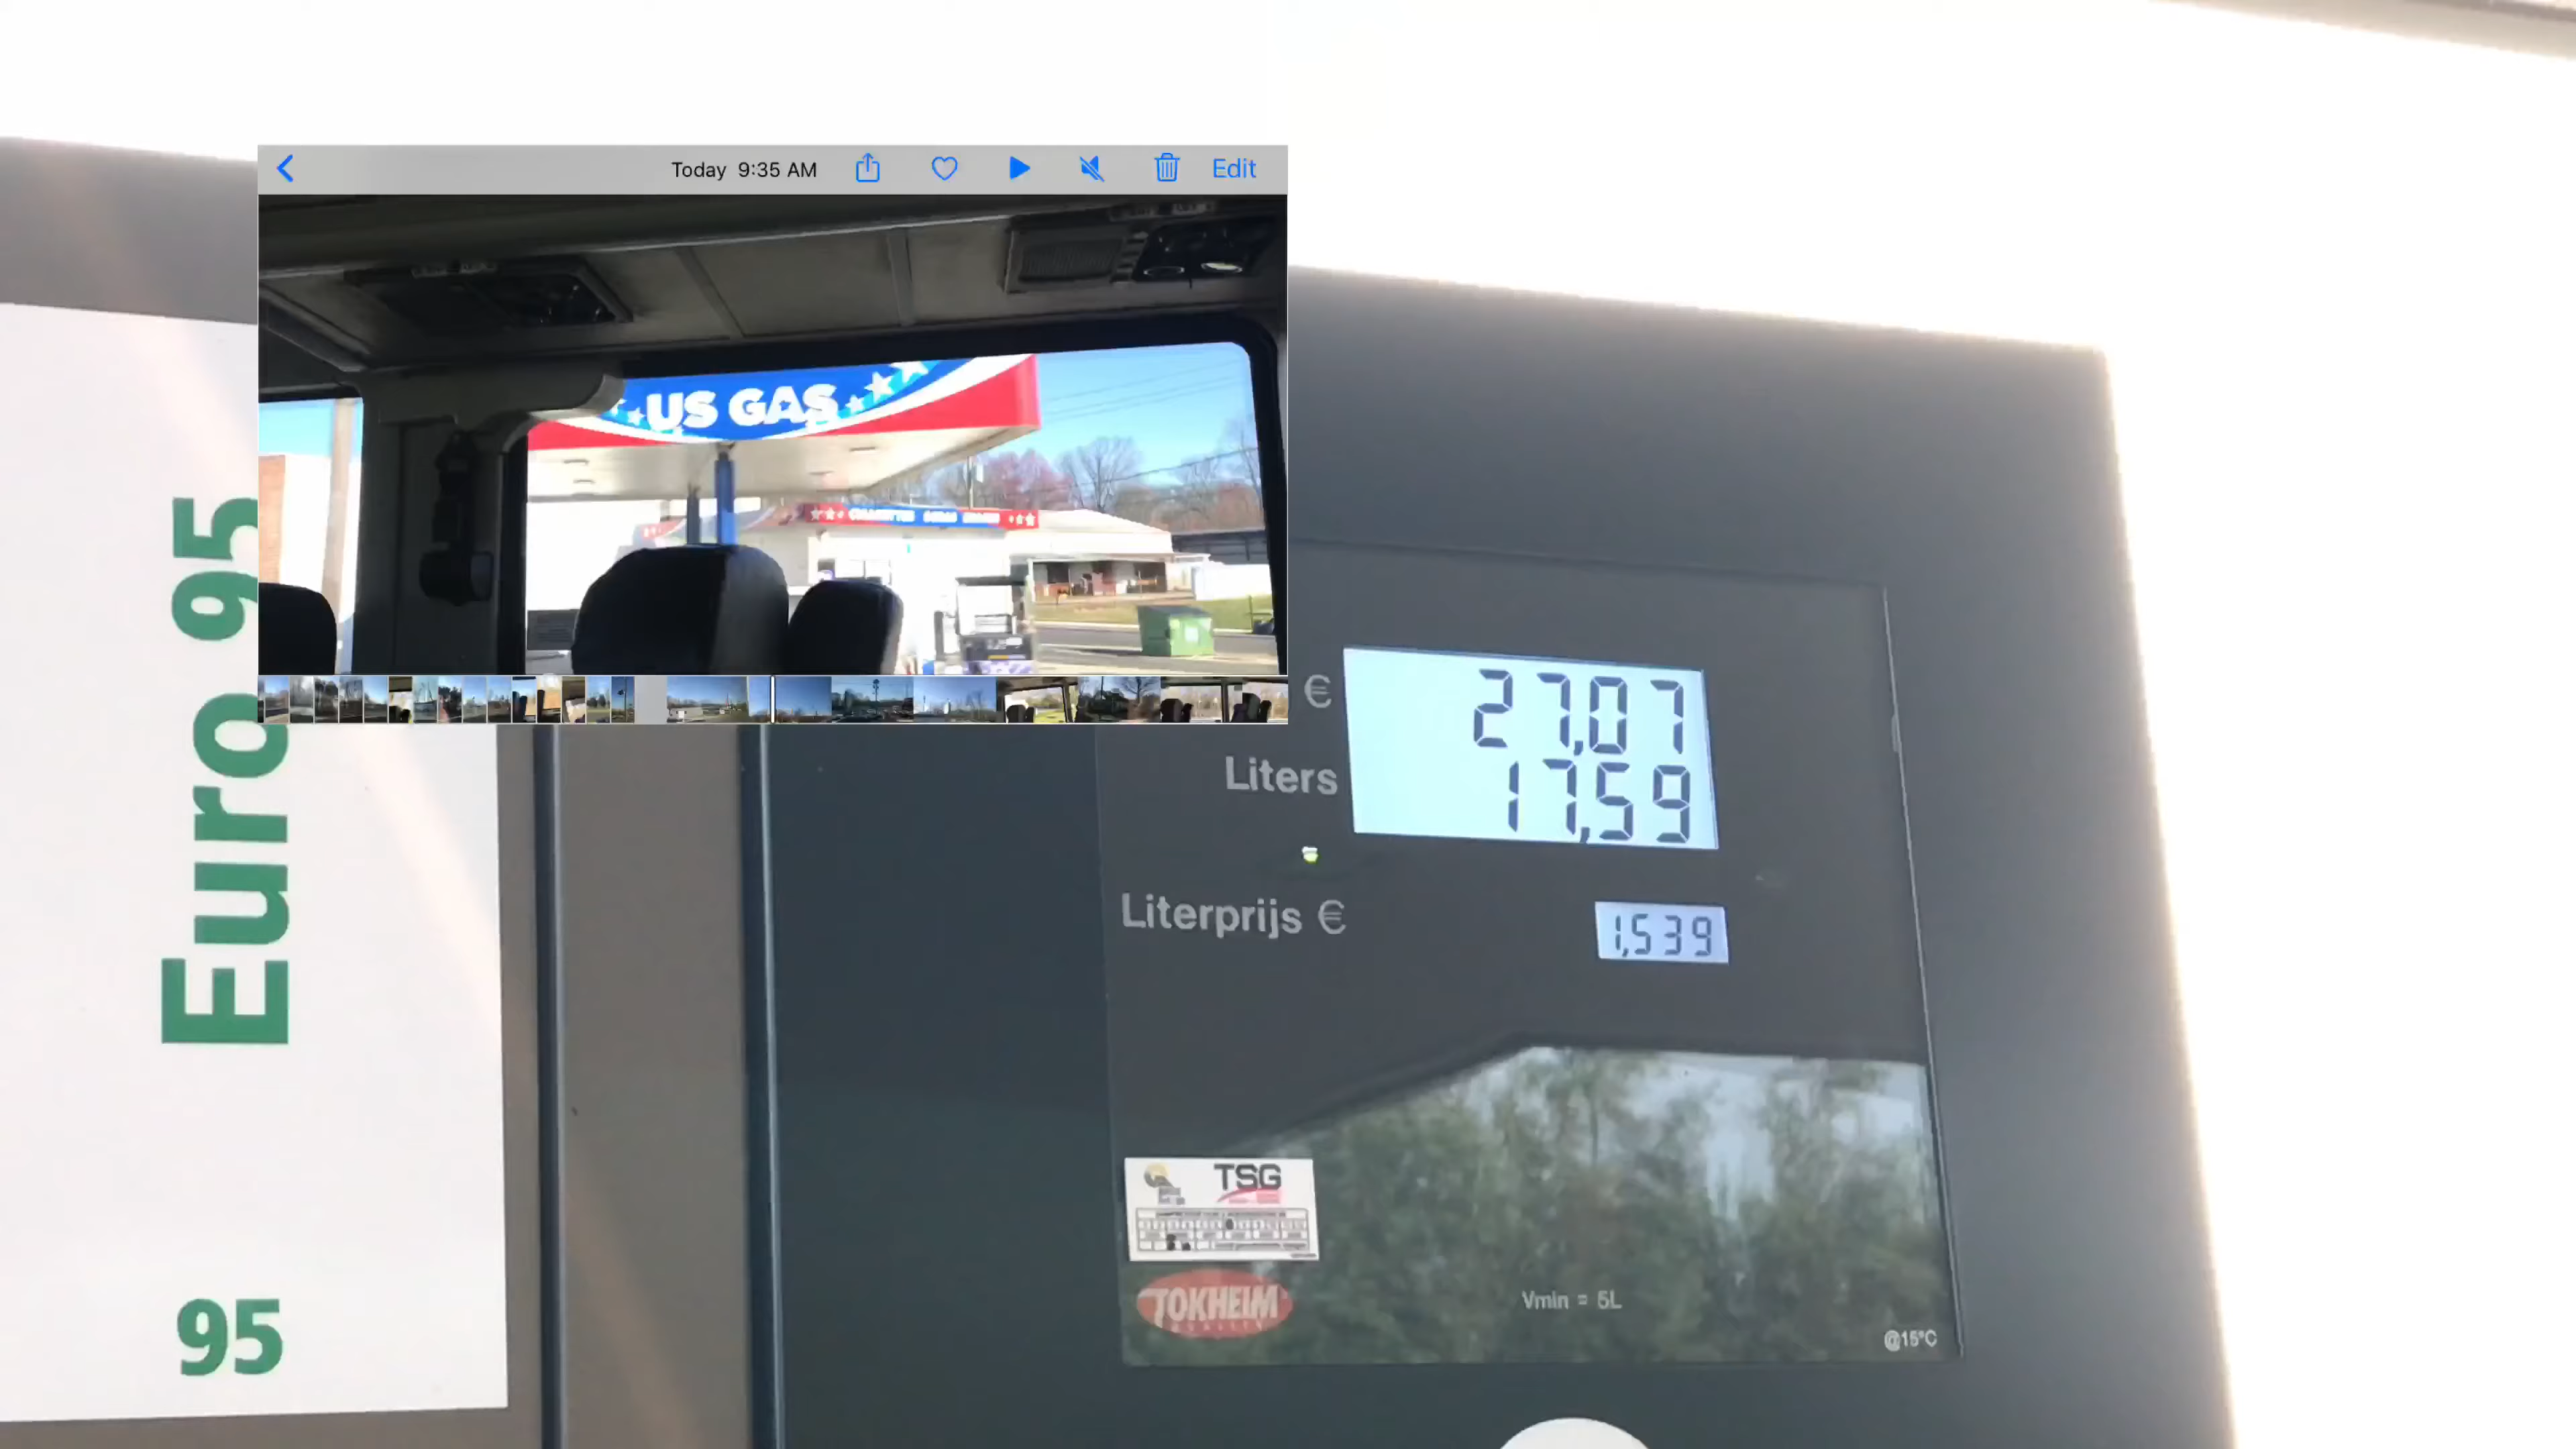 Today 9:35 AM
Edit
US GAS
Euro 95
95
€ 27,07
Liters 17,59
Literprijs € 1,539
TSG
TOKHEIM
QUALITY
Vmin = 5L
@15°C